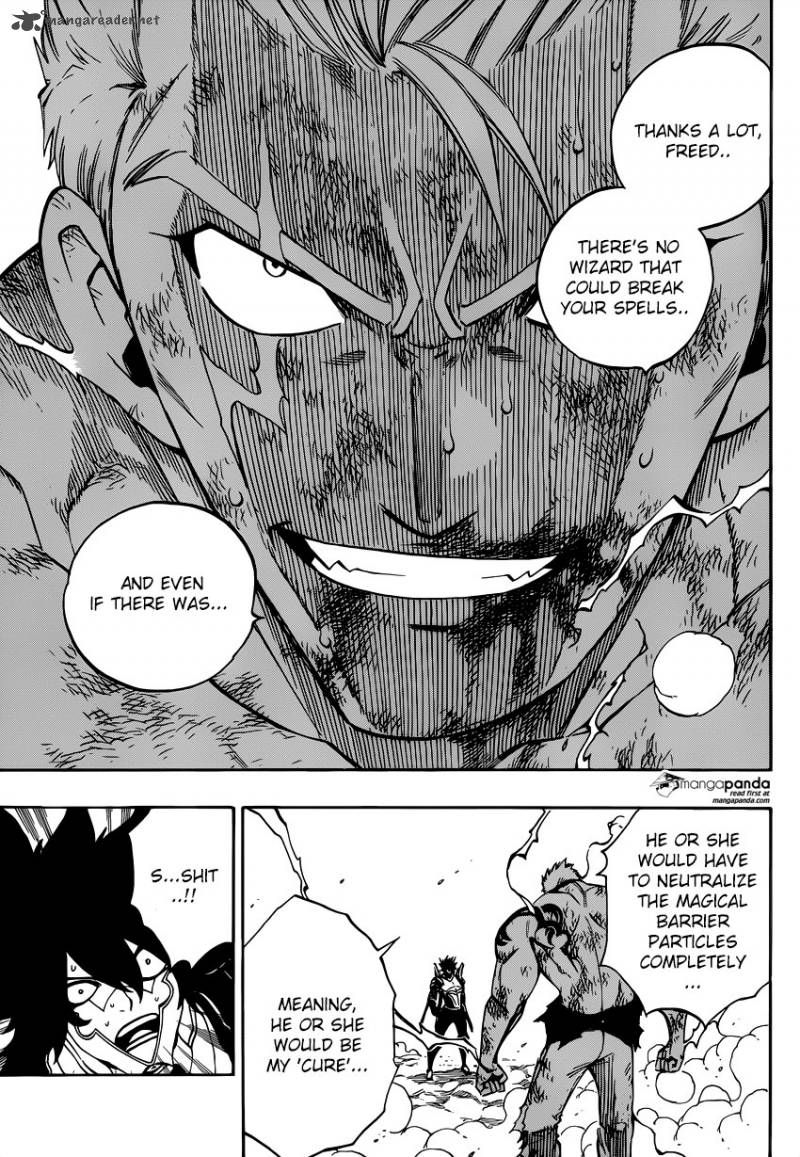 mangareader.net
THANKS A LOT,
FREED..
THERE'S NO
WIZARD THAT
COULD BREAK
YOUR SPELLS..
AND EVEN
IF THERE WAS...
mangapanda
read first at
mangapanda.com
HE OR SHE
WOULD HAVE
TO NEUTRALIZE
THE MAGICAL
BARRIER
PARTICLES
COMPLETELY
...
MEANING,
HE OR SHE
WOULD BE
MY 'CURE'...
S...SHIT
..!!